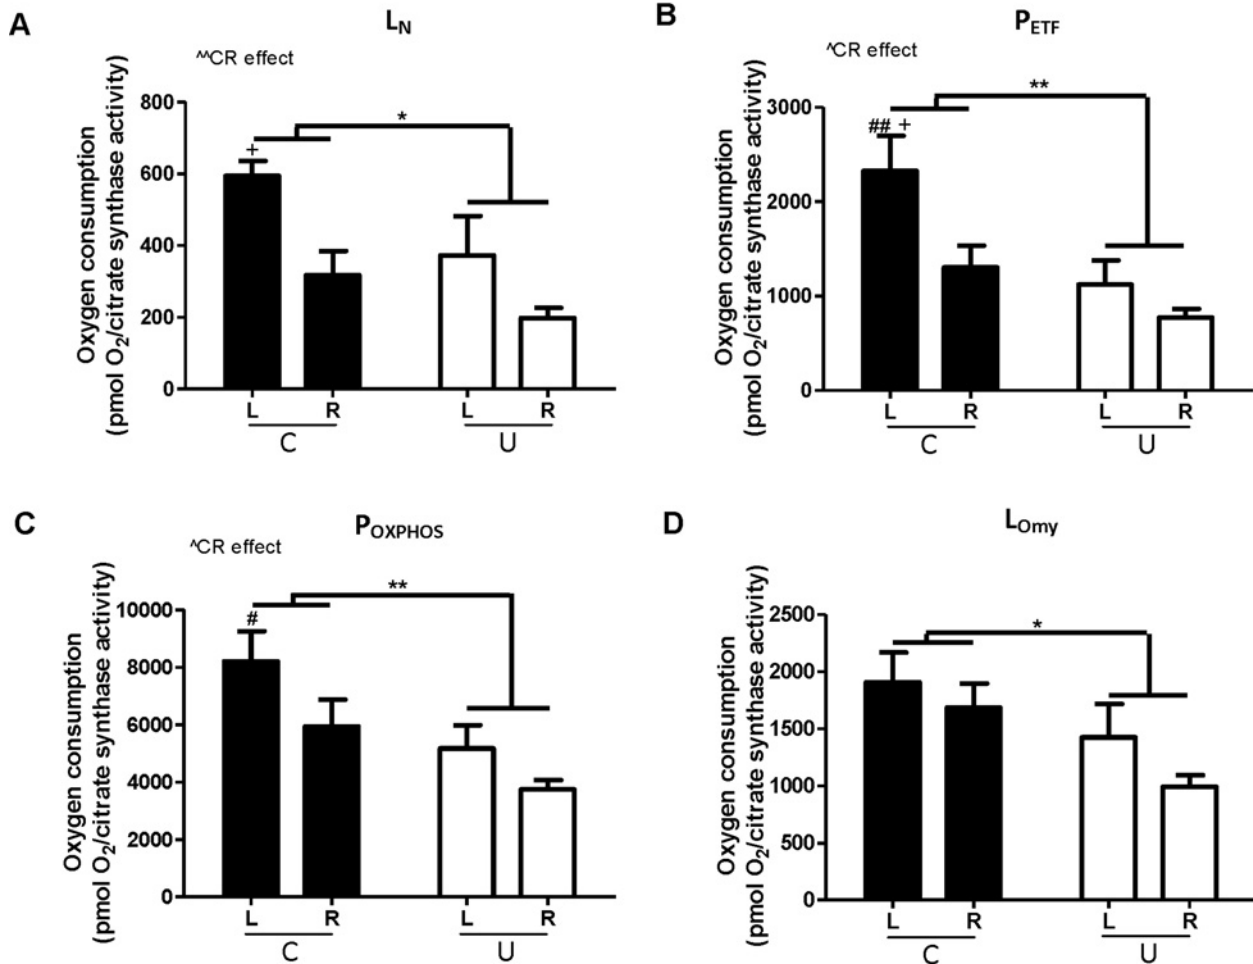 A
L_N
^^CR effect
Oxygen consumption
(pmol O₂/citrate synthase activity)
800
600
400
200
0
+
*
L
R
L
R
C
U
B
P_ETF
^CR effect
Oxygen consumption
(pmol O₂/citrate synthase activity)
3000
2000
1000
0
## +
**
L
R
L
R
C
U
C
P_OXPHOS
^CR effect
Oxygen consumption
(pmol O₂/citrate synthase activity)
10000
8000
6000
4000
2000
0
#
**
L
R
L
R
C
U
D
L_Omy
Oxygen consumption
(pmol O₂/citrate synthase activity)
2500
2000
1500
1000
500
0
*
L
R
L
R
C
U